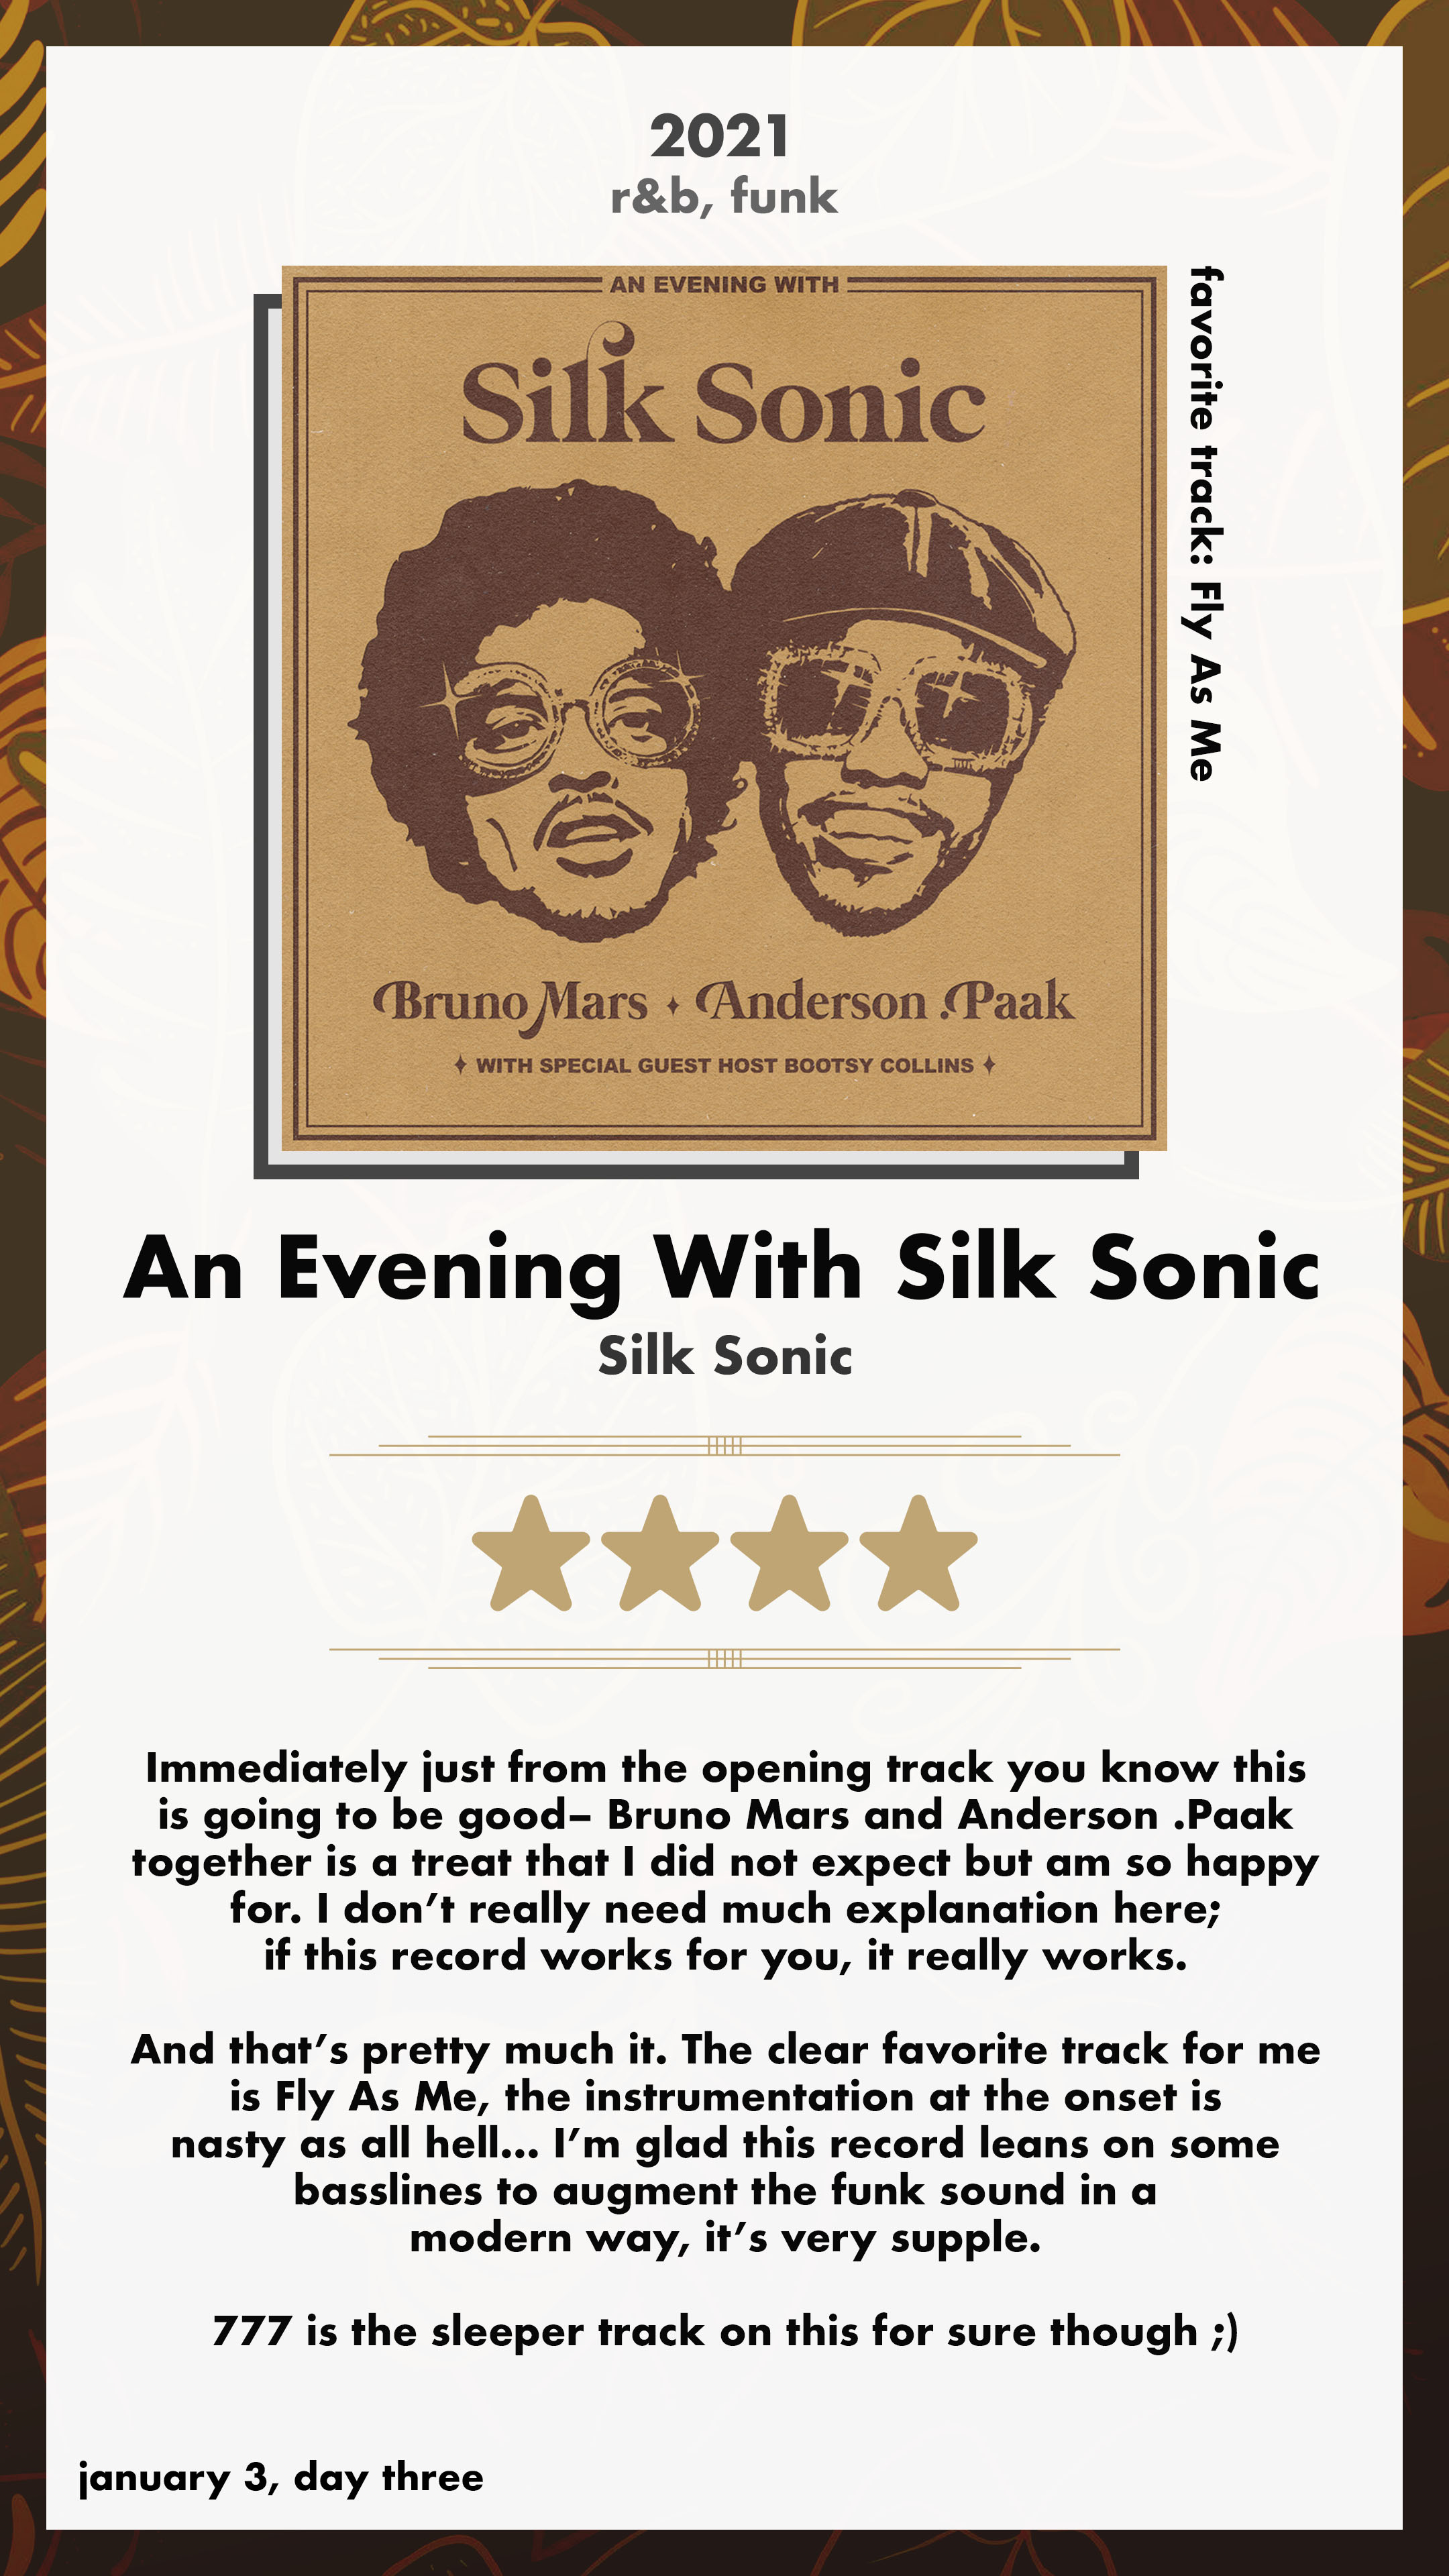 2021
r&b, funk
AN EVENING WITH
Silk Sonic
Bruno Mars ✦ Anderson .Paak
✦ WITH SPECIAL GUEST HOST BOOTSY COLLINS ✦
favorite track: Fly As Me
An Evening With Silk Sonic
Silk Sonic
Immediately just from the opening track you know this
is going to be good– Bruno Mars and Anderson .Paak
together is a treat that I did not expect but am so happy
for. I don’t really need much explanation here;
if this record works for you, it really works.
And that’s pretty much it. The clear favorite track for me
is Fly As Me, the instrumentation at the onset is
nasty as all hell... I’m glad this record leans on some
basslines to augment the funk sound in a
modern way, it’s very supple.
777 is the sleeper track on this for sure though ;)
january 3, day three